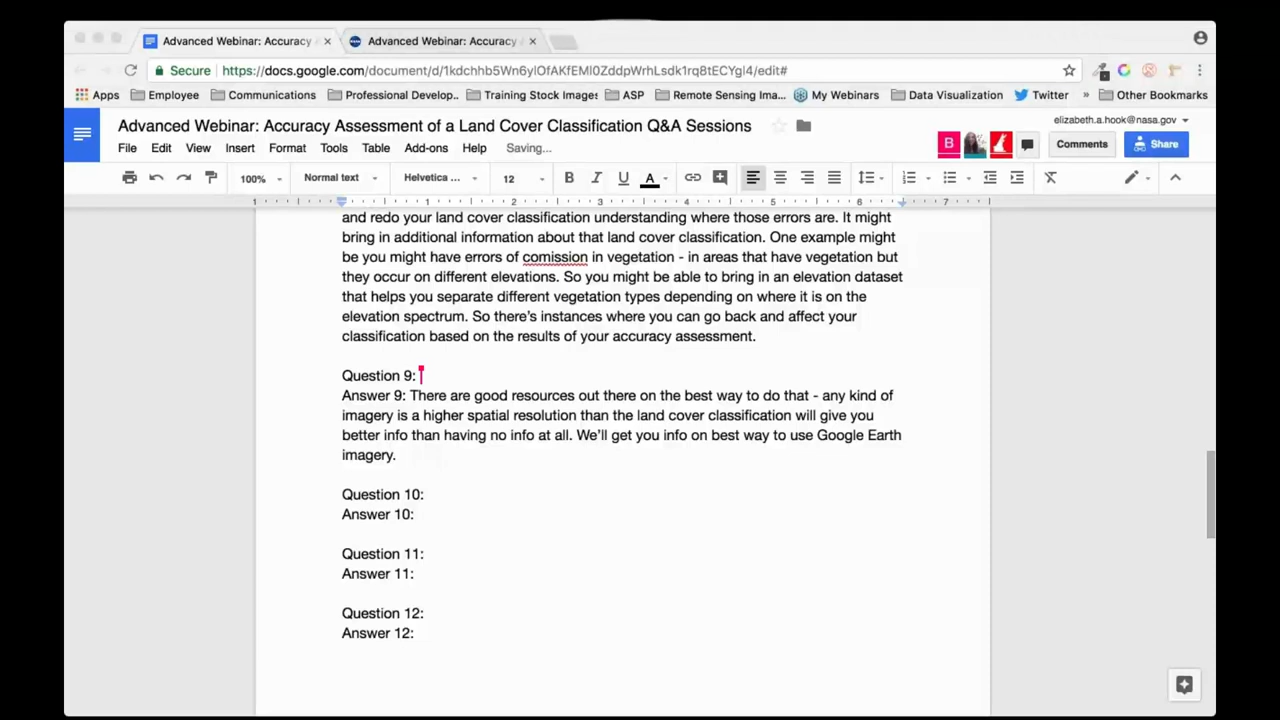 Advanced Webinar: Accuracy
Advanced Webinar: Accuracy
Secure https://docs.google.com/document/d/
Apps Employee Communications Professional Develop.. Training Stock Images ASP Remote Sensing Ima... My Webinars Data Visualization Twitter » Other Bookmarks
Advanced Webinar: Accuracy Assessment of a Land Cover Classification Q&A Sessions
elizabeth.a.hook@nasa.gov
File Edit View Insert Format Tools Table Add-ons Help Saving...
B Comments Share
100% Normal text Helvetica ... 12 B I U A
1 1 2 3 4 5 6 7
and redo your land cover classification understanding where those errors are. It might
bring in additional information about that land cover classification. One example might
be you might have errors of comission in vegetation - in areas that have vegetation but
they occur on different elevations. So you might be able to bring in an elevation dataset
that helps you separate different vegetation types depending on where it is on the
elevation spectrum. So there's instances where you can go back and affect your
classification based on the results of your accuracy assessment.
Question 9:
Answer 9: There are good resources out there on the best way to do that - any kind of
imagery is a higher spatial resolution than the land cover classification will give you
better info than having no info at all. We'll get you info on best way to use Google Earth
imagery.
Question 10:
Answer 10:
Question 11:
Answer 11:
Question 12:
Answer 12: